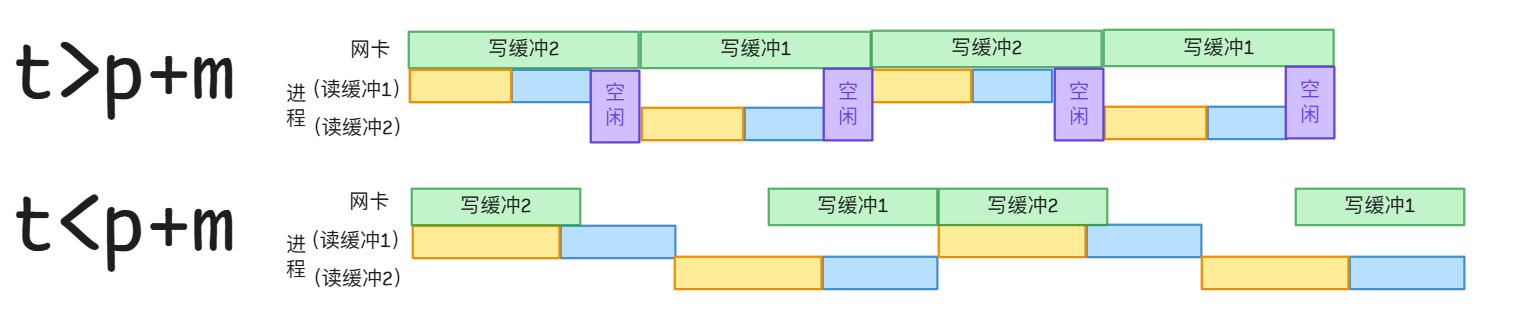 t>p+m
网卡
写缓冲2
写缓冲1
写缓冲2
写缓冲1
进程
(读缓冲1)
(读缓冲2)
空闲
空闲
空闲
空闲
t<p+m
网卡
写缓冲2
写缓冲1
写缓冲2
写缓冲1
进程
(读缓冲1)
(读缓冲2)